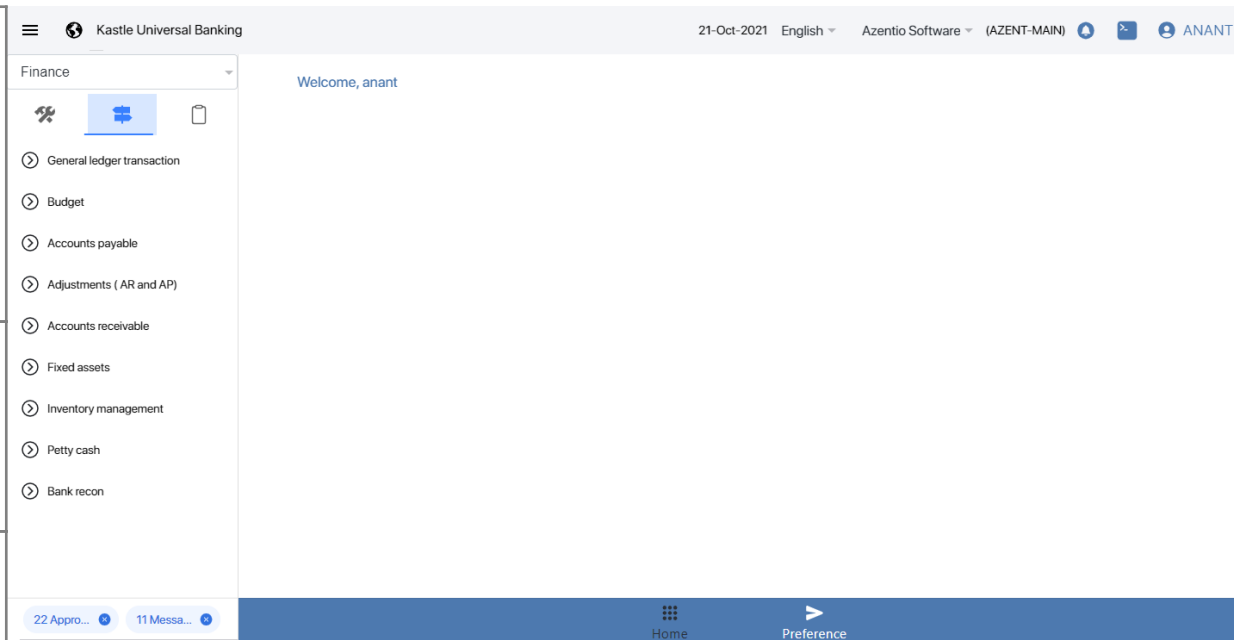 Kastle Universal Banking
21-Oct-2021 English Azentio Software (AZENT-MAIN) ANANT
Finance
Welcome, anant
General ledger transaction
Budget
Accounts payable
Adjustments ( AR and AP)
Accounts receivable
Fixed assets
Inventory management
Petty cash
Bank recon
22 Appro... 11 Messa...
Home Preference